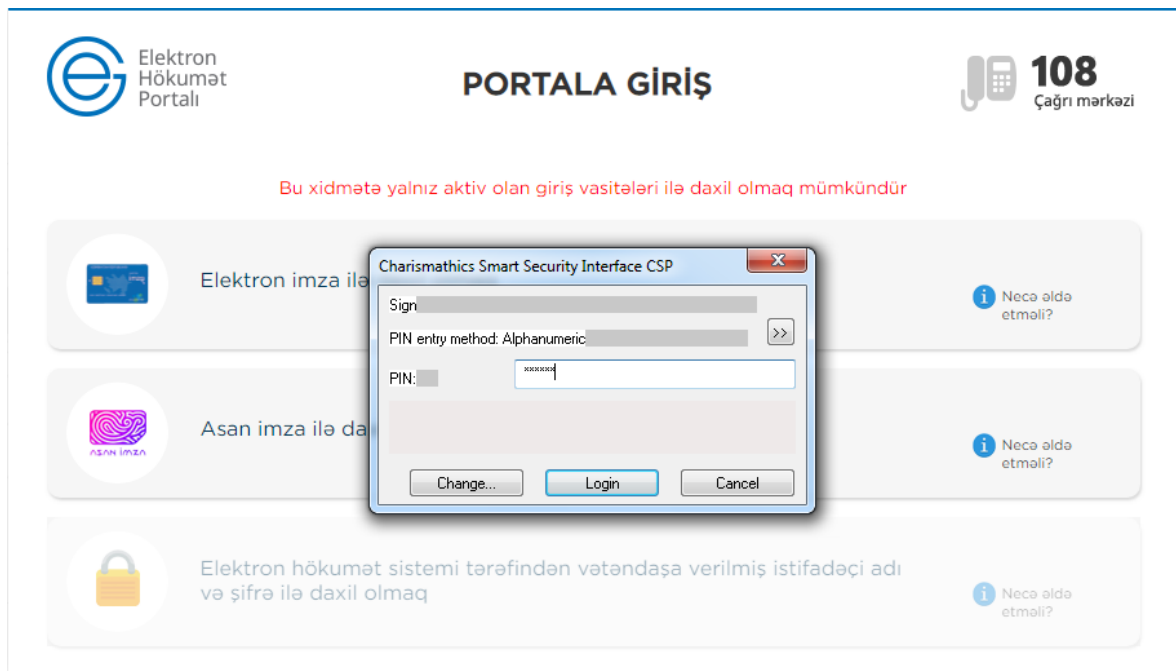 Elektron
Hökumət
Portalı
PORTALA GİRİŞ
108
Çağrı mərkəzi
Bu xidmətə yalnız aktiv olan giriş vasitələri ilə daxil olmaq mümkündür
Elektron imza ilə
Necə əldə
etməli?
Charismathics Smart Security Interface CSP
X
Sign
PIN entry method: Alphanumeric
>>
PIN:
******
Change...
Login
Cancel
ASAN İMZA
Asan imza ilə da
Necə əldə
etməli?
Elektron hökumət sistemi tərəfindən vətəndaşa verilmiş istifadəçi adı
və şifrə ilə daxil olmaq
Necə əldə
etməli?